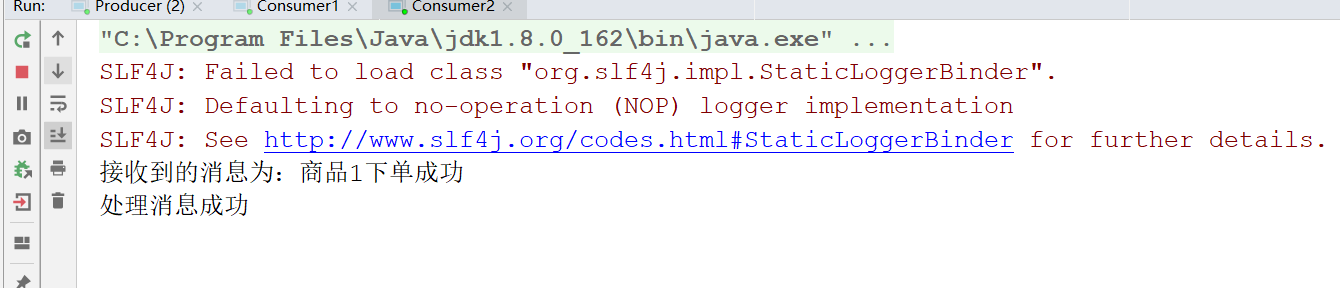 Run: Producer (2) × Consumer1 × Consumer2 ×
"C:\Program Files\Java\jdk1.8.0_162\bin\java.exe" ...
SLF4J: Failed to load class "org.slf4j.impl.StaticLoggerBinder".
SLF4J: Defaulting to no-operation (NOP) logger implementation
SLF4J: See http://www.slf4j.org/codes.html#StaticLoggerBinder for further details.
接收到的消息为：商品1下单成功
处理消息成功